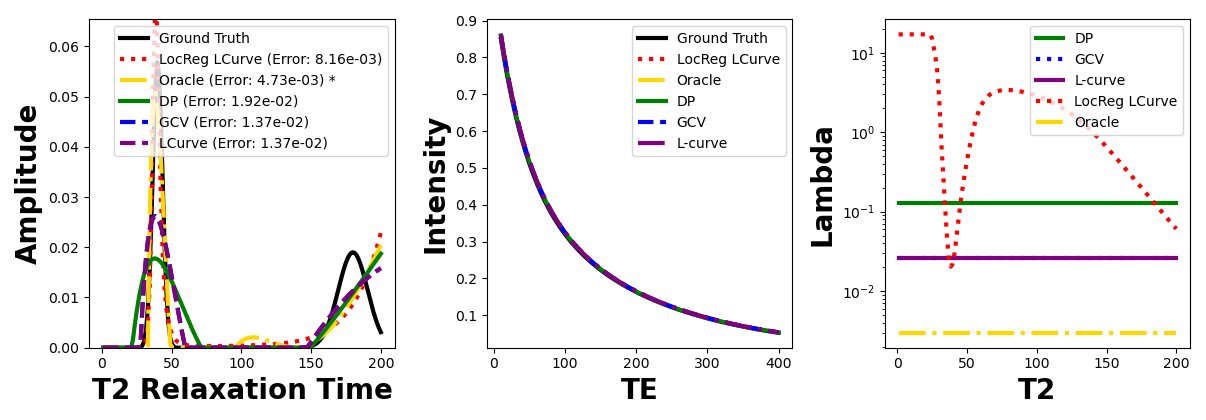 0.06
0.05
0.04
0.03
0.02
0.01
0.00
0
50
100
150
200
Amplitude
T2 Relaxation Time
Ground Truth
LocReg LCurve (Error: 8.16e-03)
Oracle (Error: 4.73e-03) *
DP (Error: 1.92e-02)
GCV (Error: 1.37e-02)
LCurve (Error: 1.37e-02)
0.9
0.8
0.7
0.6
0.5
0.4
0.3
0.2
0.1
0
100
200
300
400
Intensity
TE
Ground Truth
LocReg LCurve
Oracle
DP
GCV
L-curve
10^1
10^0
10^-1
10^-2
0
50
100
150
200
Lambda
T2
DP
GCV
L-curve
LocReg LCurve
Oracle